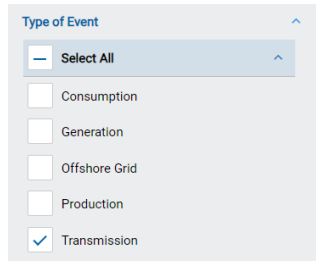 Type of Event
Select All
Consumption
Generation
Offshore Grid
Production
Transmission